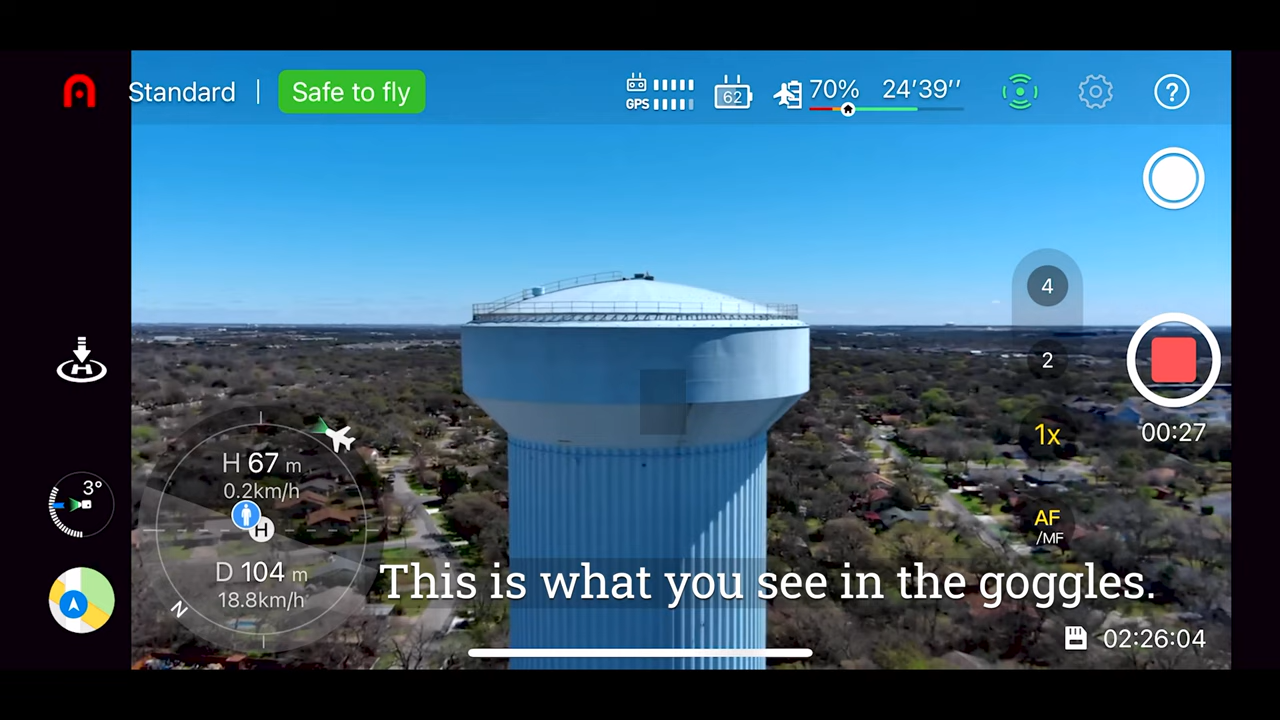 Standard | Safe to fly
GPS
62
70% 24'39''
?
4
2
1x
00:27
AF
/MF
3°
H 67 m
0.2km/h
H
D 104 m
18.8km/h
N
This is what you see in the goggles.
02:26:04